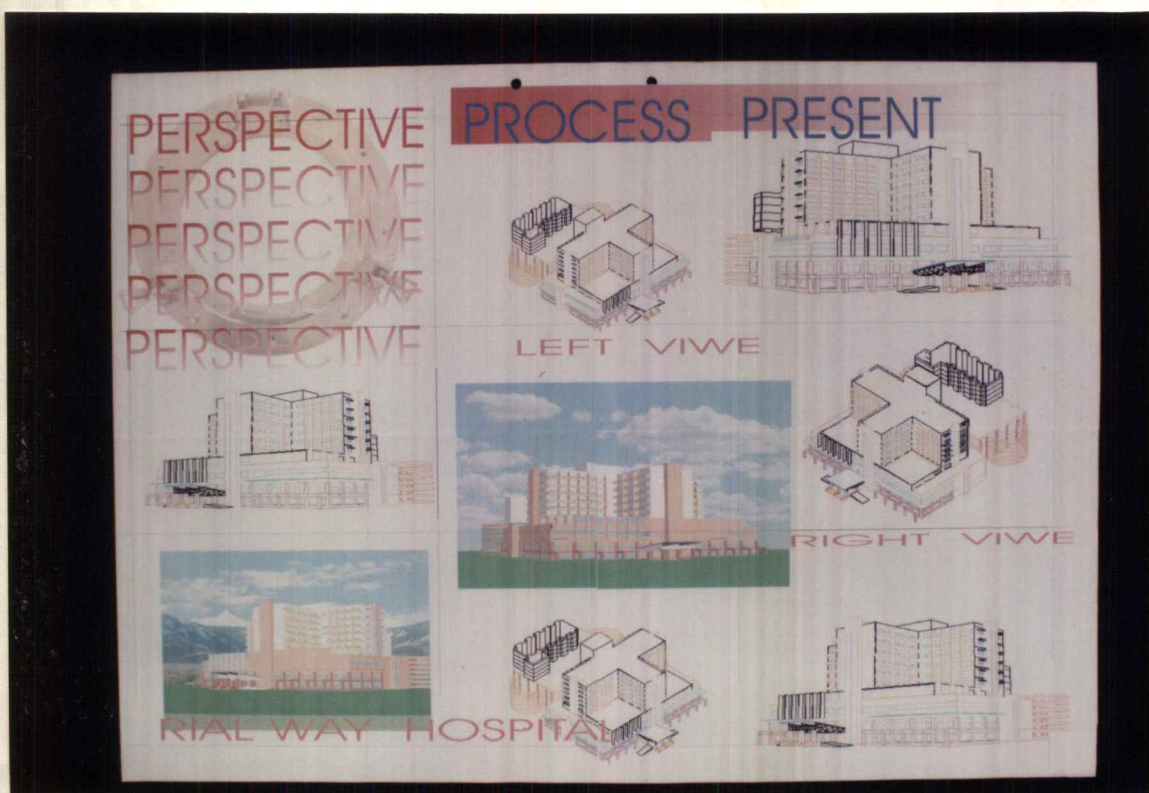 PERSPECTIVE PROCESS PRESENT
PERSPECTIVE
PERSPECTIVE
PERSPECTIVE
PERSPECTIVE
LEFT VIWE
RIGHT VIWE
RIAL WAY HOSPITAL